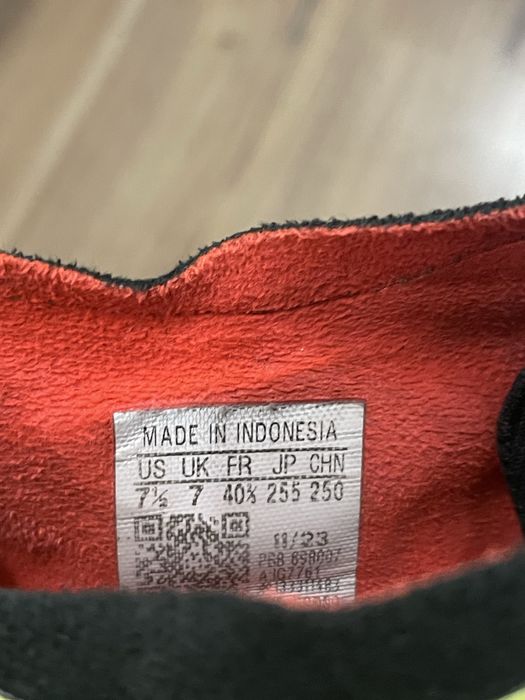 MADE IN INDONESIA
US UK FR JP CHN
7½ 7 40⅔ 255 250
11/23